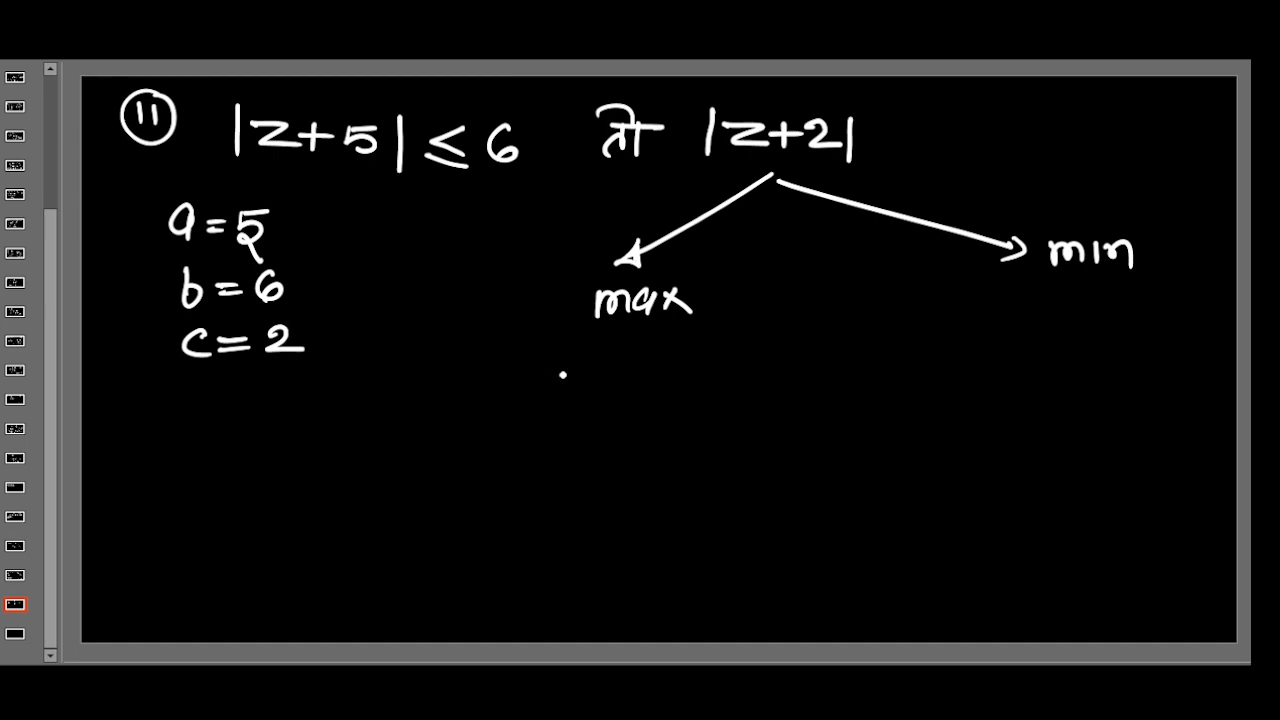 11 |z+5| ≤ 6 तो |z+2|
a = 5
b = 6
c = 2
max
min